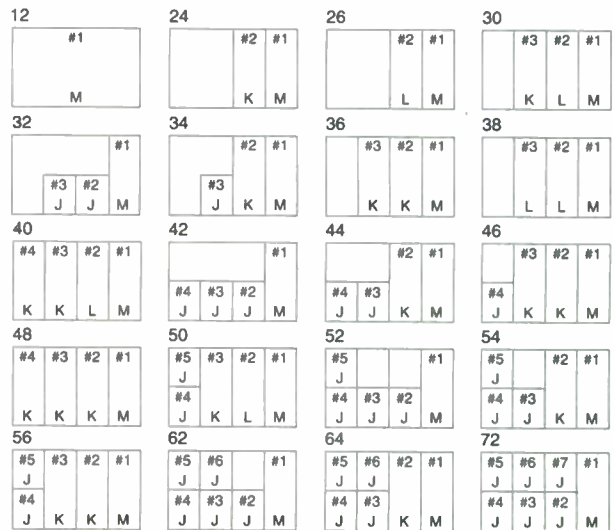 12
#1
M
24
#2 #1
K M
26
#2 #1
L M
30
#3 #2 #1
K L M
32
#1
#3 #2
J J M
34
#2 #1
#3
J K M
36
#3 #2 #1
K K M
38
#3 #2 #1
L L M
40
#4 #3 #2 #1
K K L M
42
#1
#4 #3 #2
J J J M
44
#2 #1
#4 #3
J J K M
46
#3 #2 #1
#4
J K K M
48
#4 #3 #2 #1
K K K M
50
#5 #3 #2 #1
J
#4
J K L M
52
#5 #1
J
#4 #3 #2
J J J M
54
#5 #2 #1
J
#4 #3
J J K M
56
#5 #3 #2 #1
J
#4
J K K M
62
#5 #6 #1
J J
#4 #3 #2
J J J M
64
#5 #6 #2 #1
J J
#4 #3
J J K M
72
#5 #6 #7 #1
J J J
#4 #3 #2
J J J M